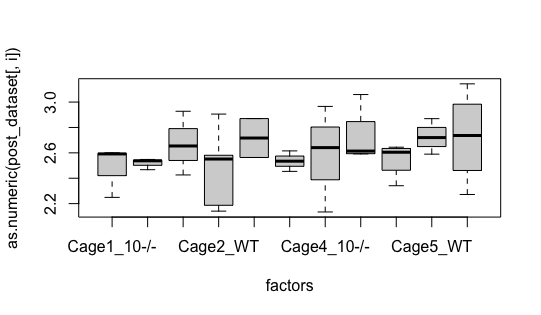 as.numeric(post_dataset[, i])
3.0
2.6
2.2
Cage1_10-/- Cage2_WT Cage4_10-/- Cage5_WT
factors